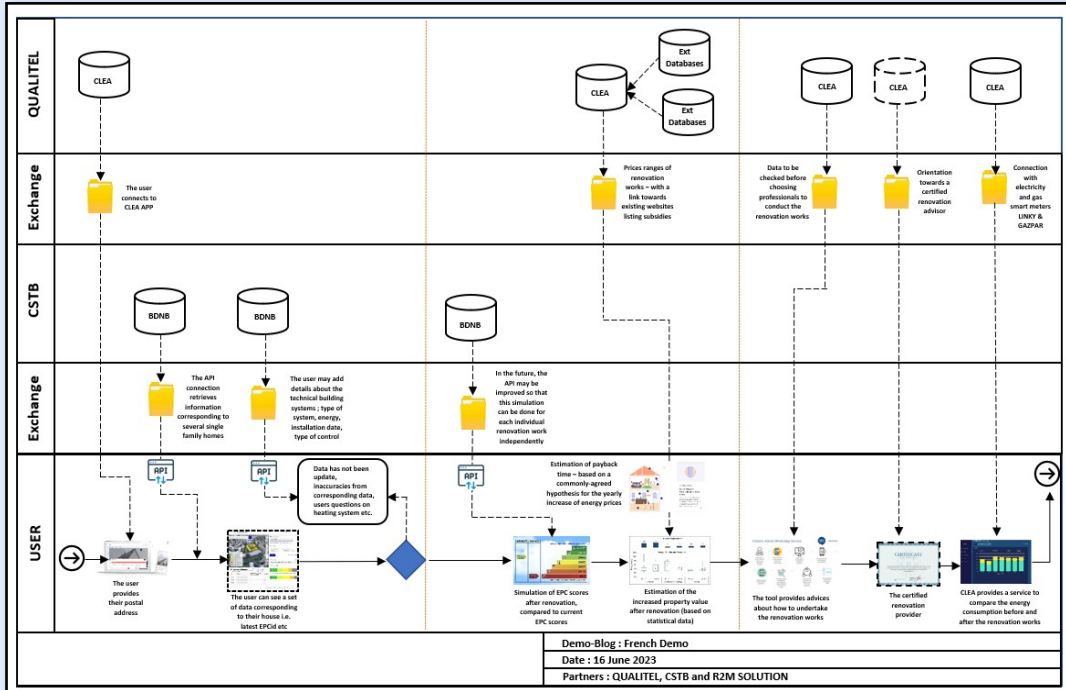 QUALITEL
CLEA
CLEA
Ext
Databases
Ext
Databases
CLEA
CLEA
CLEA
Exchange
The user
connects to
CLEA APP
Prices ranges of
renovation
works – with a
link towards
existing websites
listing subsidies
Data to be
checked before
choosing
professionals to
conduct the
renovation works
Orientation
towards a
certified
renovation
advisor
Connection
with
electricity
and gas
smart meters
LINKY &
GAZPAR
CSTB
BDNB
BDNB
BDNB
Exchange
The API
connection
retrieves
information
corresponding to
several single
family homes
The user may add
details about the
technical building
systems ; type of
system, energy,
installation date,
type of control
In the future, the
API may be
improved so that
this simulation
can be done for
each individual
renovation work
independently
USER
API
API
API
Data has not been
update,
inaccuracies from
corresponding data,
users questions on
heating system etc.
Estimation of payback
time – based on a
commonly-agreed
hypothesis for the yearly
increase of energy prices
The user
provides
their postal
address
The user can see a set
of data corresponding
to their house i.e.
latest EPCid etc
Simulation of EPC scores
after renovation,
compared to current
EPC scores
Estimation of the
increased property value
after renovation (based on
statistical data)
The tool provides advices
about how to undertake
the renovation works
CERTIFICATE
The certified
renovation
provider
CLEA provides a service to
compare the energy
consumption before and
after the renovation works
Demo-Blog : French Demo
Date : 16 June 2023
Partners : QUALITEL, CSTB and R2M SOLUTION